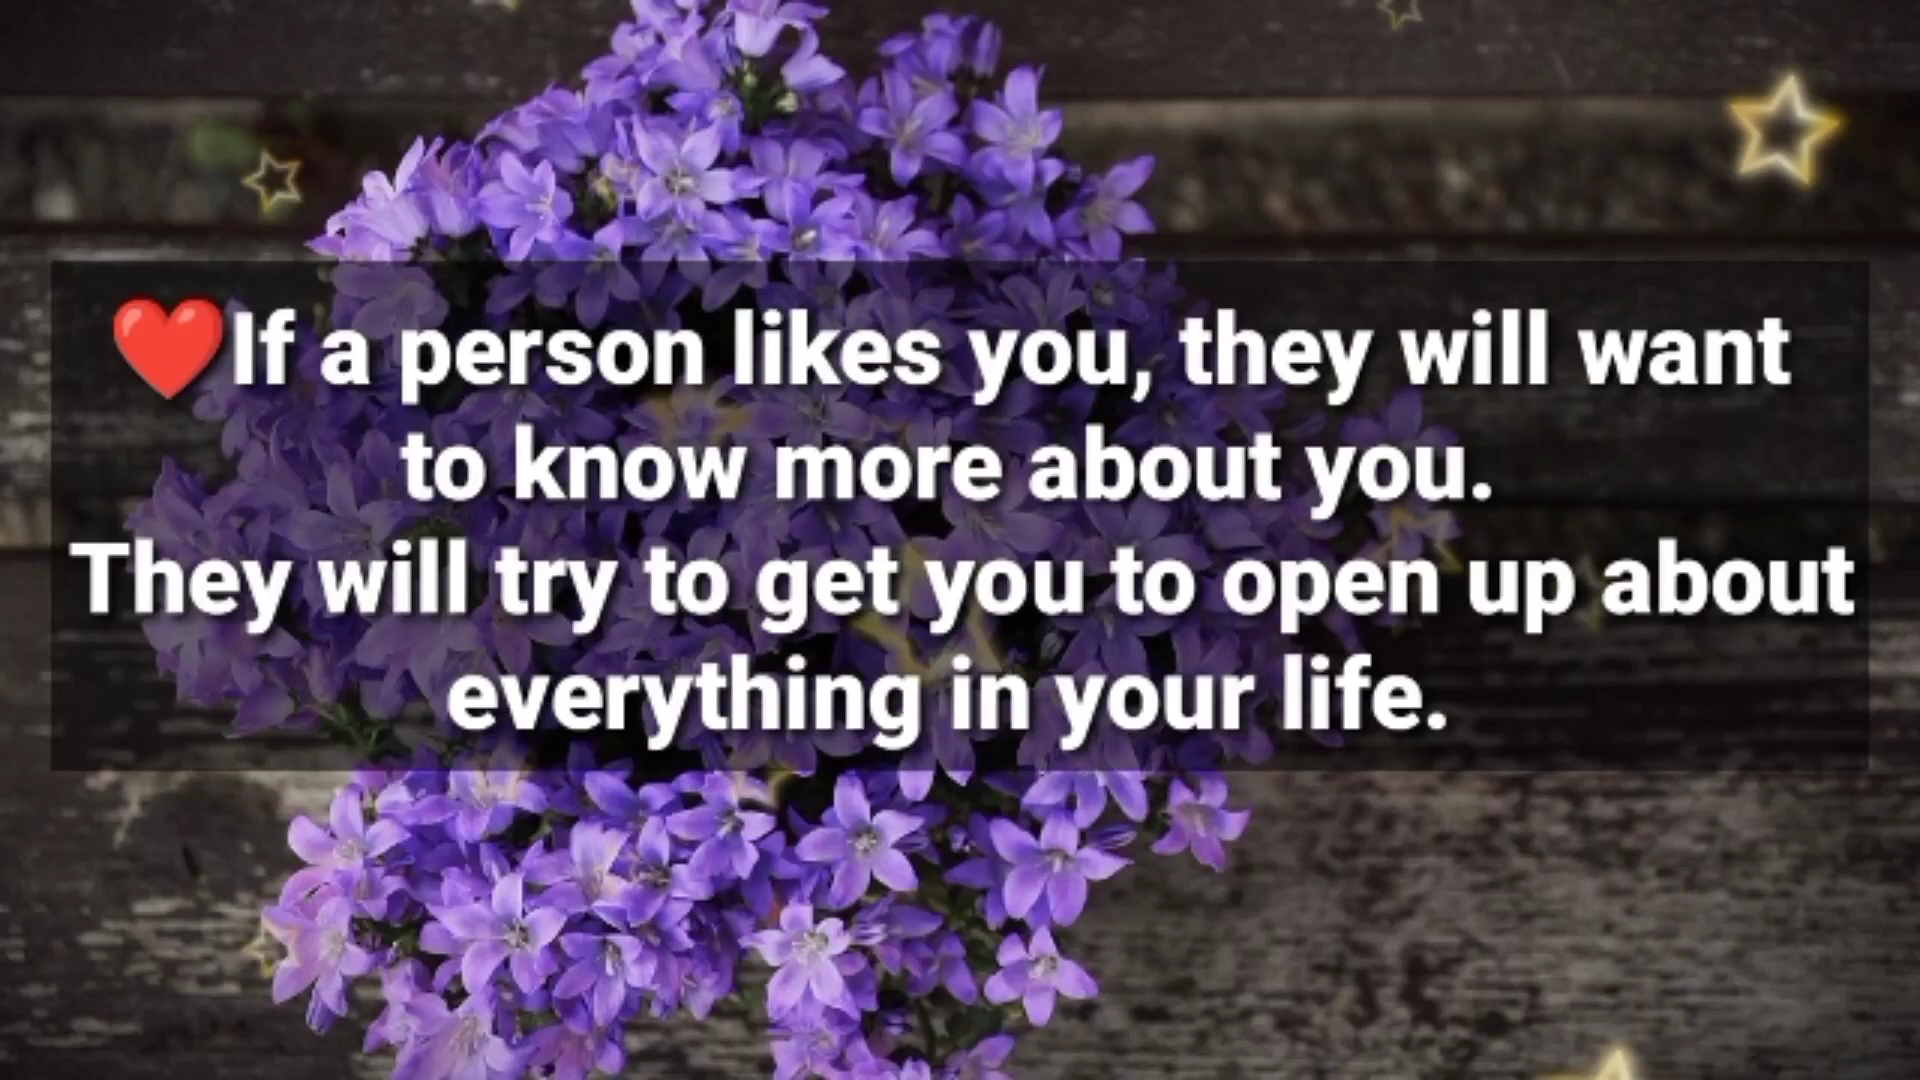 ❤️If a person likes you, they will want
to know more about you.
They will try to get you to open up about
everything in your life.